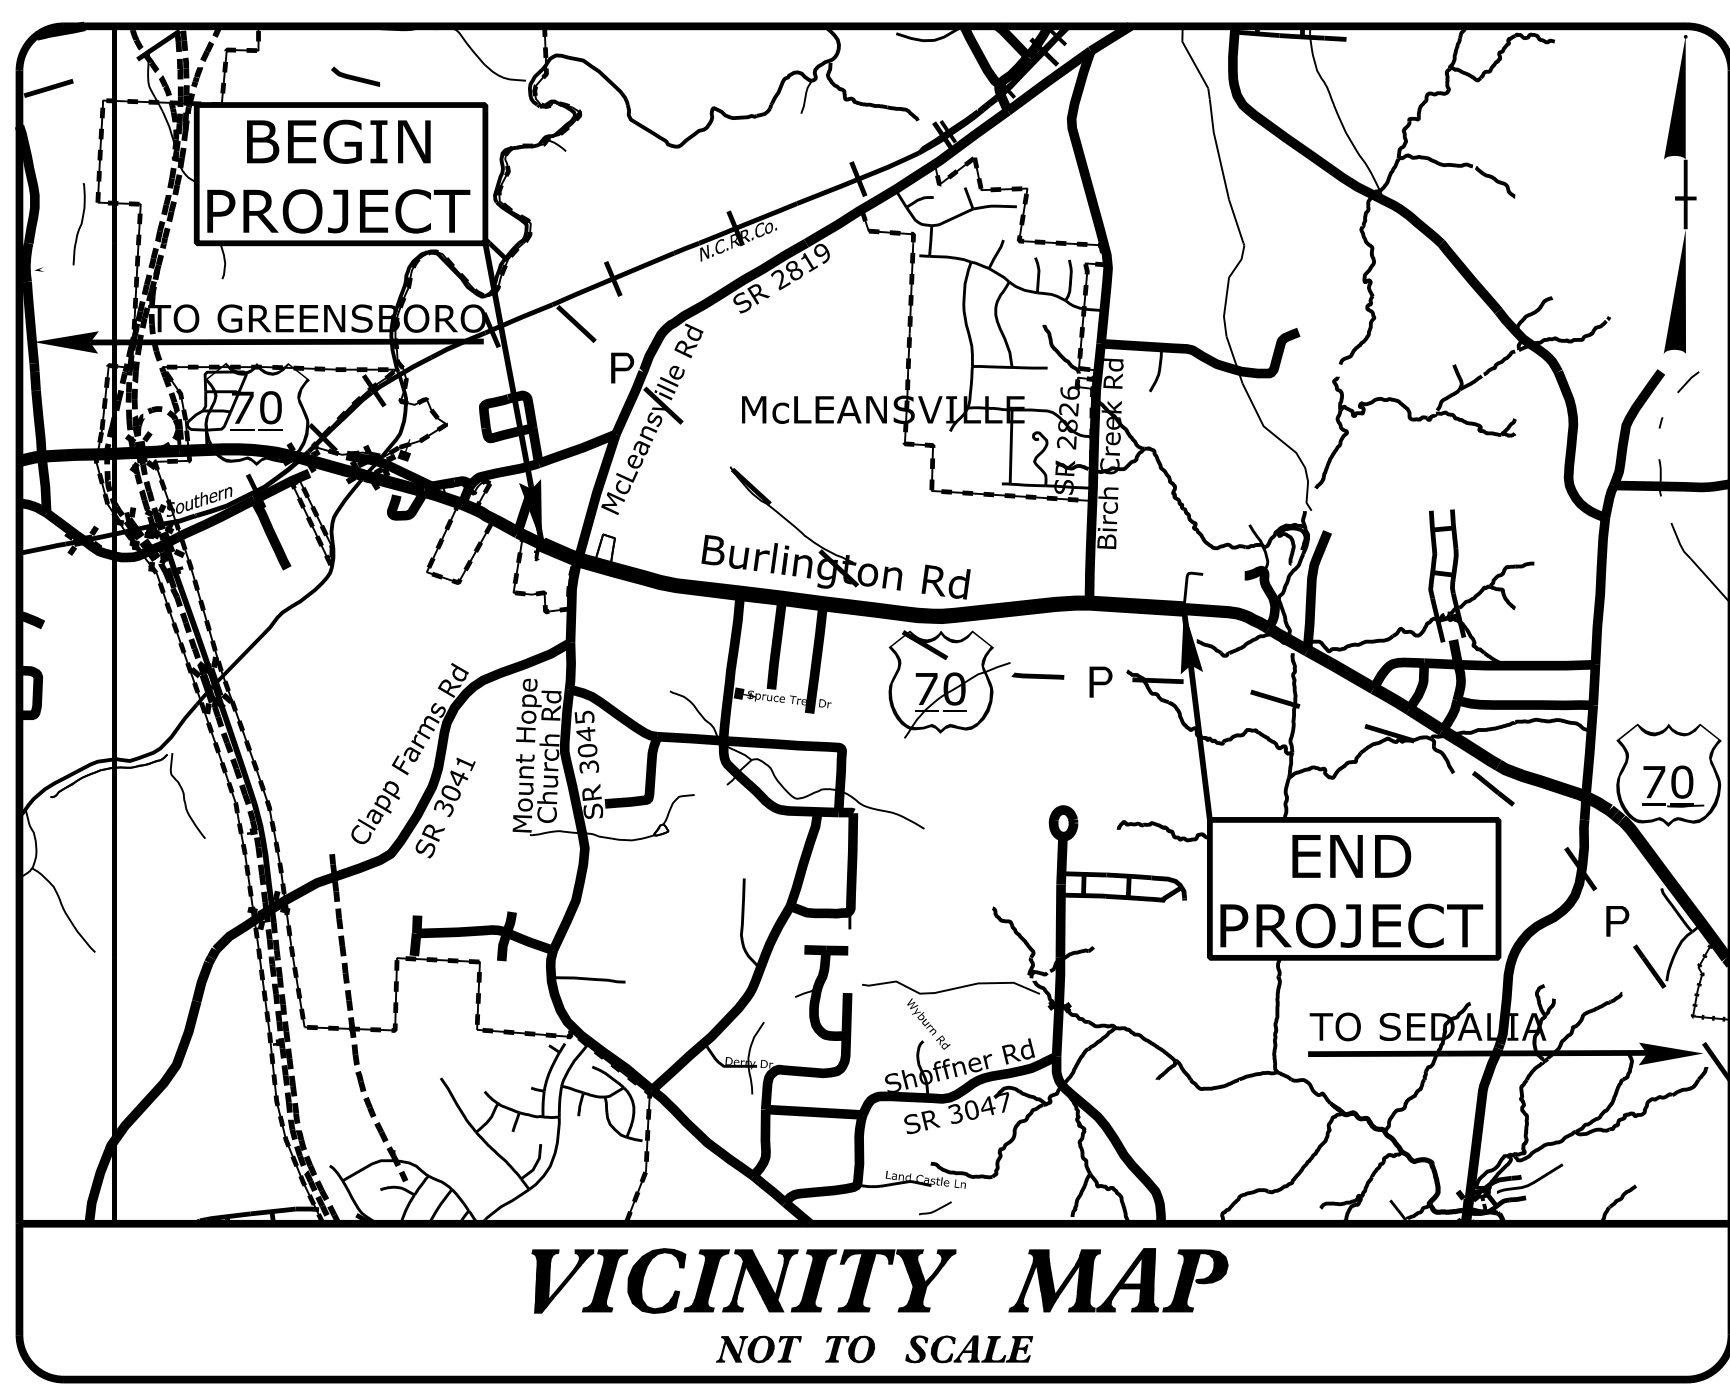 BEGIN
PROJECT
N.C.RR.Co.
SR 2819
TO GREENSBORO
P
McLeansville Rd
70
McLEANSVILLE
SR 2826
Birch Creek Rd
Southern
Burlington Rd
70
P
Spruce Tree Dr
Clapp Farms Rd
SR 3041
Mount Hope
Church Rd
SR 3045
70
END
PROJECT
P
Wyburn Rd
TO SEDALIA
Derry Dr
Shoffner Rd
SR 3047
Land Castle Ln
VICINITY MAP
NOT TO SCALE